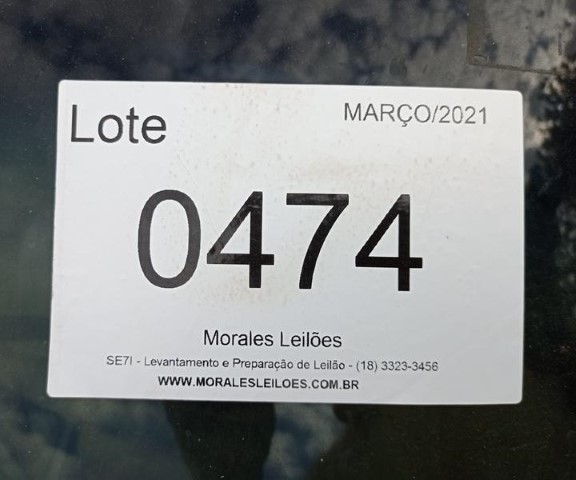 Lote
MARÇO/2021
0474
Morales Leilões
SE7I - Levantamento e Preparação de Leilão - (18) 3323-3456
WWW.MORALESLEILOES.COM.BR